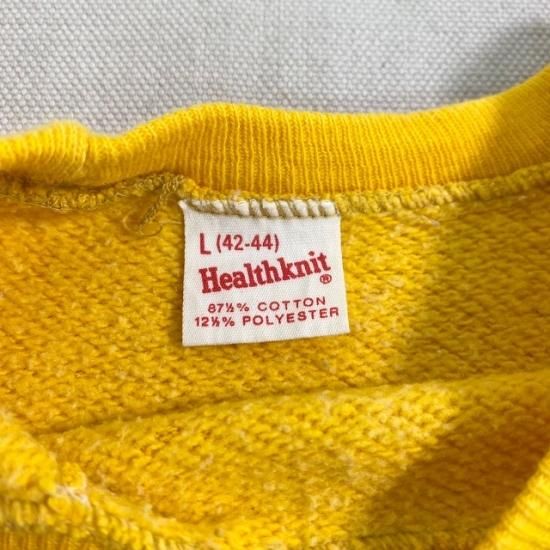 L (42-44)
Healthknit®
87½% COTTON
12½% POLYESTER